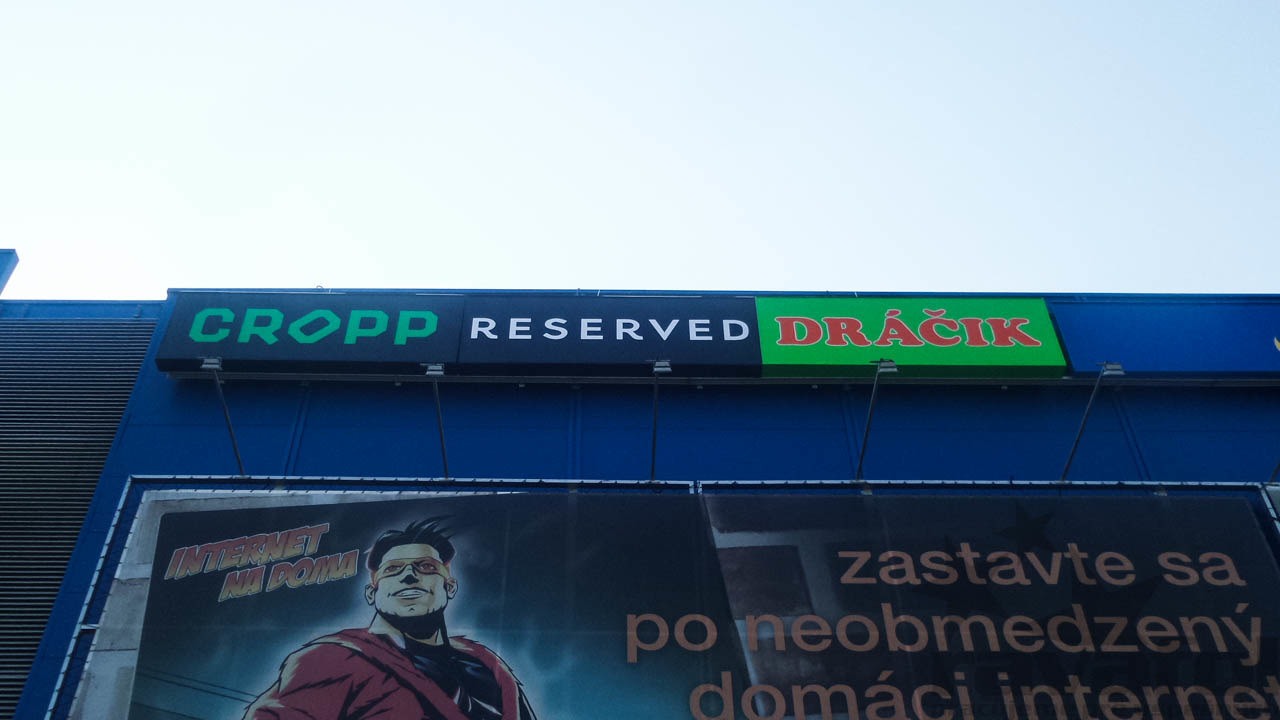 CROPP RESERVED DRÁČIK
INTERNET
NA DOMA
zastavte sa
po neobmedzený
domáci internet